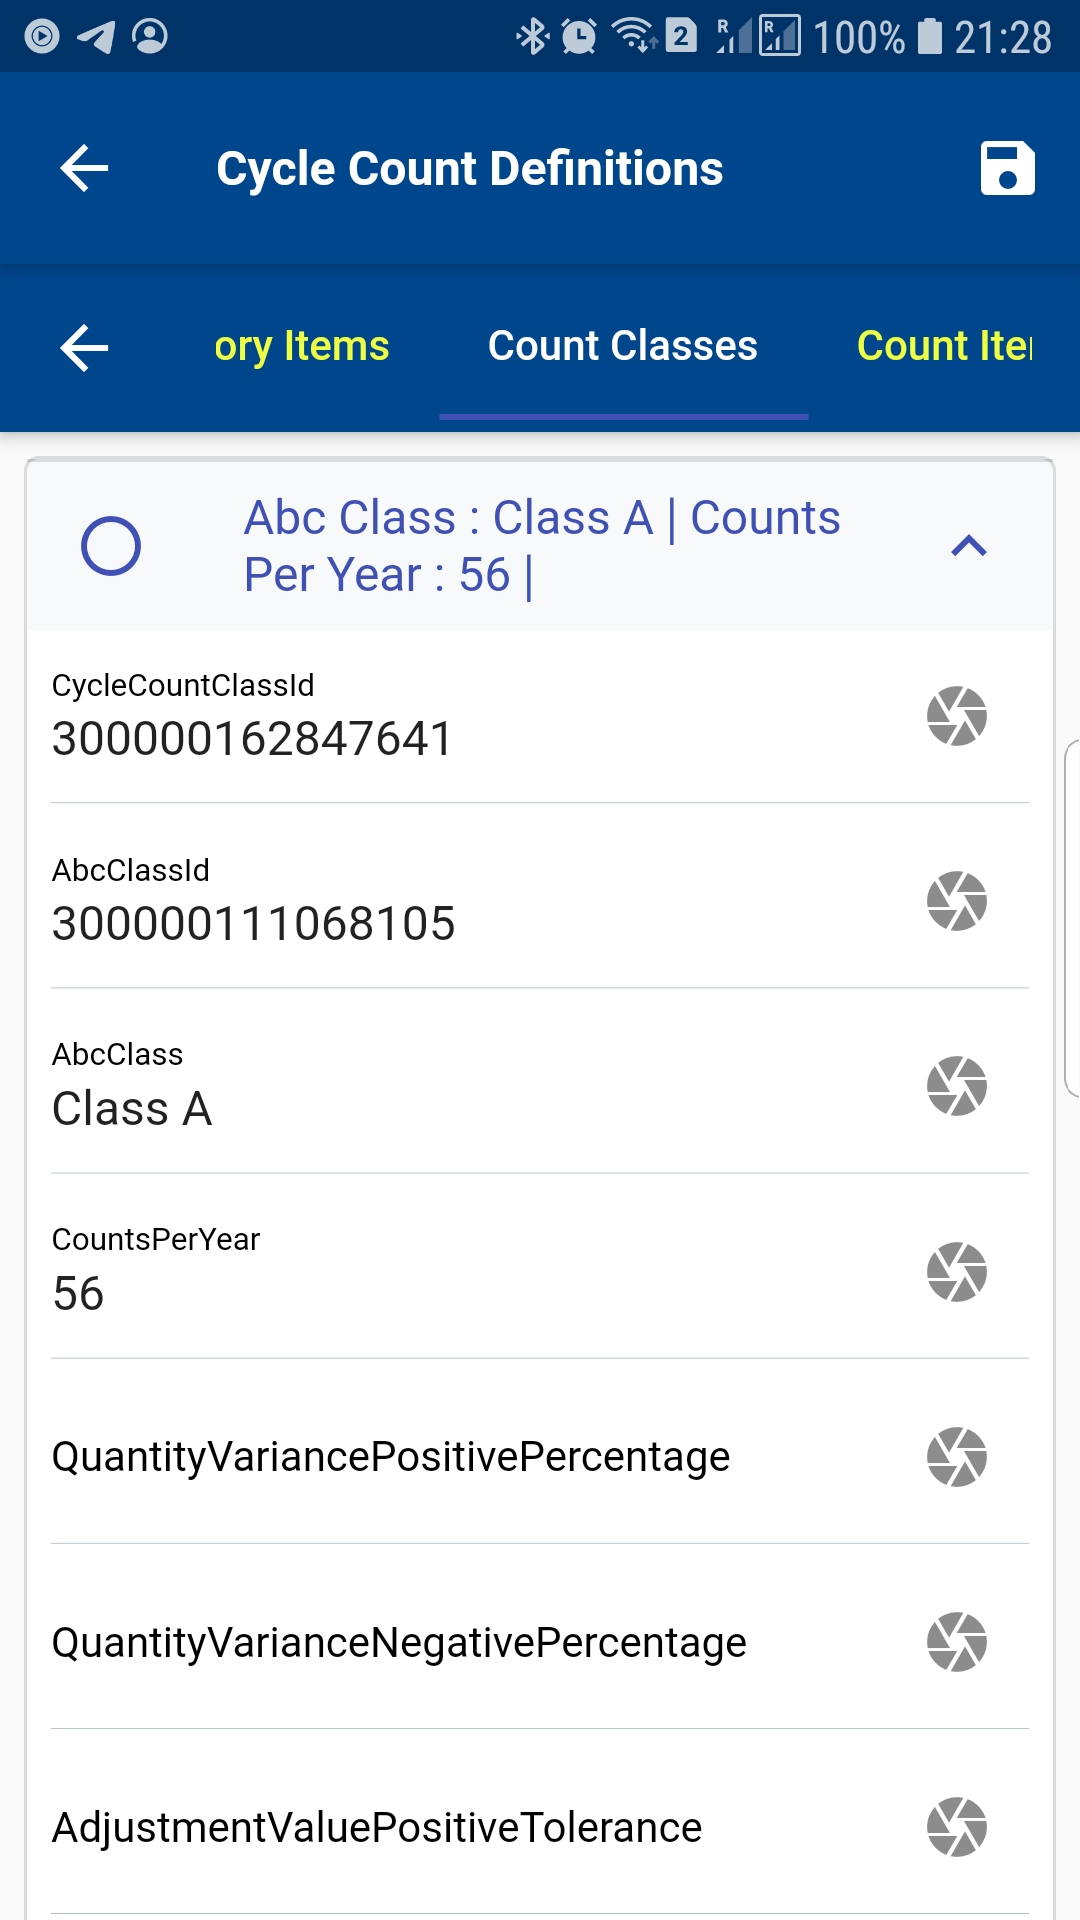 100% 21:28
Cycle Count Definitions
ory Items Count Classes Count Ite
Abc Class : Class A | Counts
Per Year : 56 |
CycleCountClassId
300000162847641
AbcClassId
300000111068105
AbcClass
Class A
CountsPerYear
56
QuantityVariancePositivePercentage
QuantityVarianceNegativePercentage
AdjustmentValuePositiveTolerance